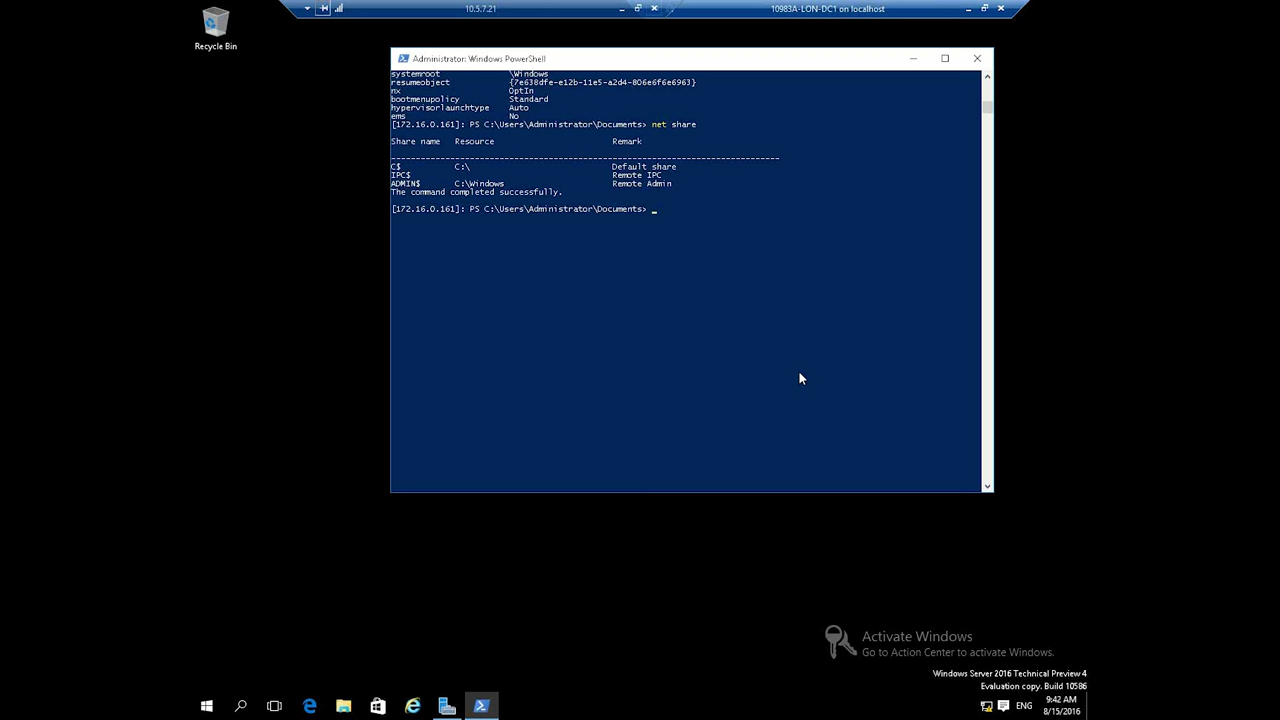 10.5.7.21
10983A-LON-DC1 on localhost
Recycle Bin
Administrator: Windows PowerShell
systemroot \Windows
resumeobject {7e638dfe-e12b-11e5-a2d4-806e6f6e6963}
nx OptIn
bootmenupolicy Standard
hypervisorlaunchtype Auto
ems No
[172.16.0.161]: PS C:\Users\Administrator\Documents> net share
Share name Resource Remark
-------------------------------------------------------------------------------
C$ C:\ Default share
IPC$ Remote IPC
ADMIN$ C:\Windows Remote Admin
The command completed successfully.
[172.16.0.161]: PS C:\Users\Administrator\Documents> _
Activate Windows
Go to Action Center to activate Windows.
Windows Server 2016 Technical Preview 4
Evaluation copy. Build 10586
ENG
9:42 AM
8/15/2016